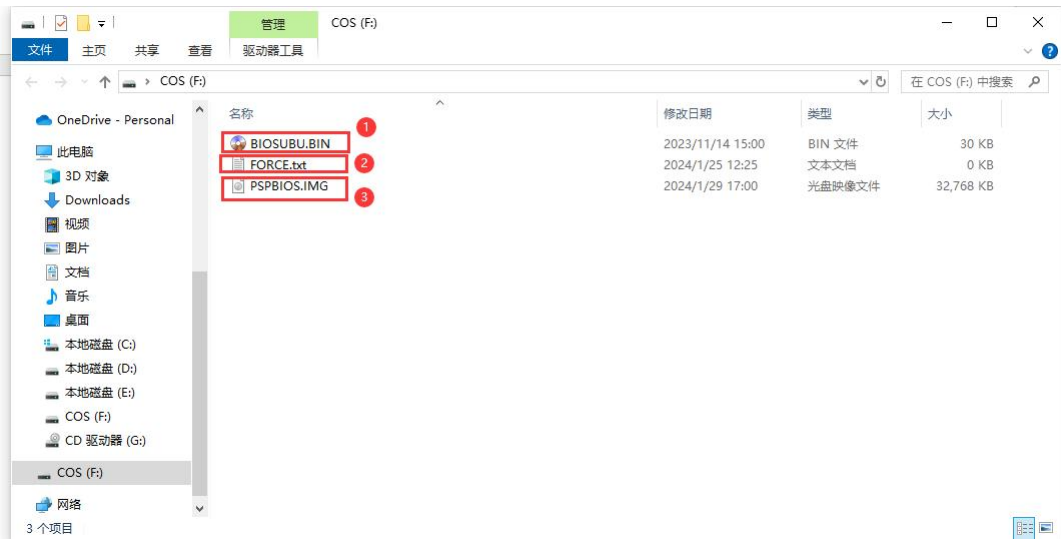 管理
COS (F:)
文件 主页 共享 查看 驱动器工具
COS (F:)
在 COS (F:) 中搜索
OneDrive - Personal
此电脑
3D 对象
Downloads
视频
图片
文档
音乐
桌面
本地磁盘 (C:)
本地磁盘 (D:)
本地磁盘 (E:)
COS (F:)
CD 驱动器 (G:)
COS (F:)
网络
名称 修改日期 类型 大小
BIOSUBU.BIN 1 2023/11/14 15:00 BIN 文件 30 KB
FORCE.txt 2 2024/1/25 12:25 文本文档 0 KB
PSPBIOS.IMG 3 2024/1/29 17:00 光盘映像文件 32,768 KB
3 个项目